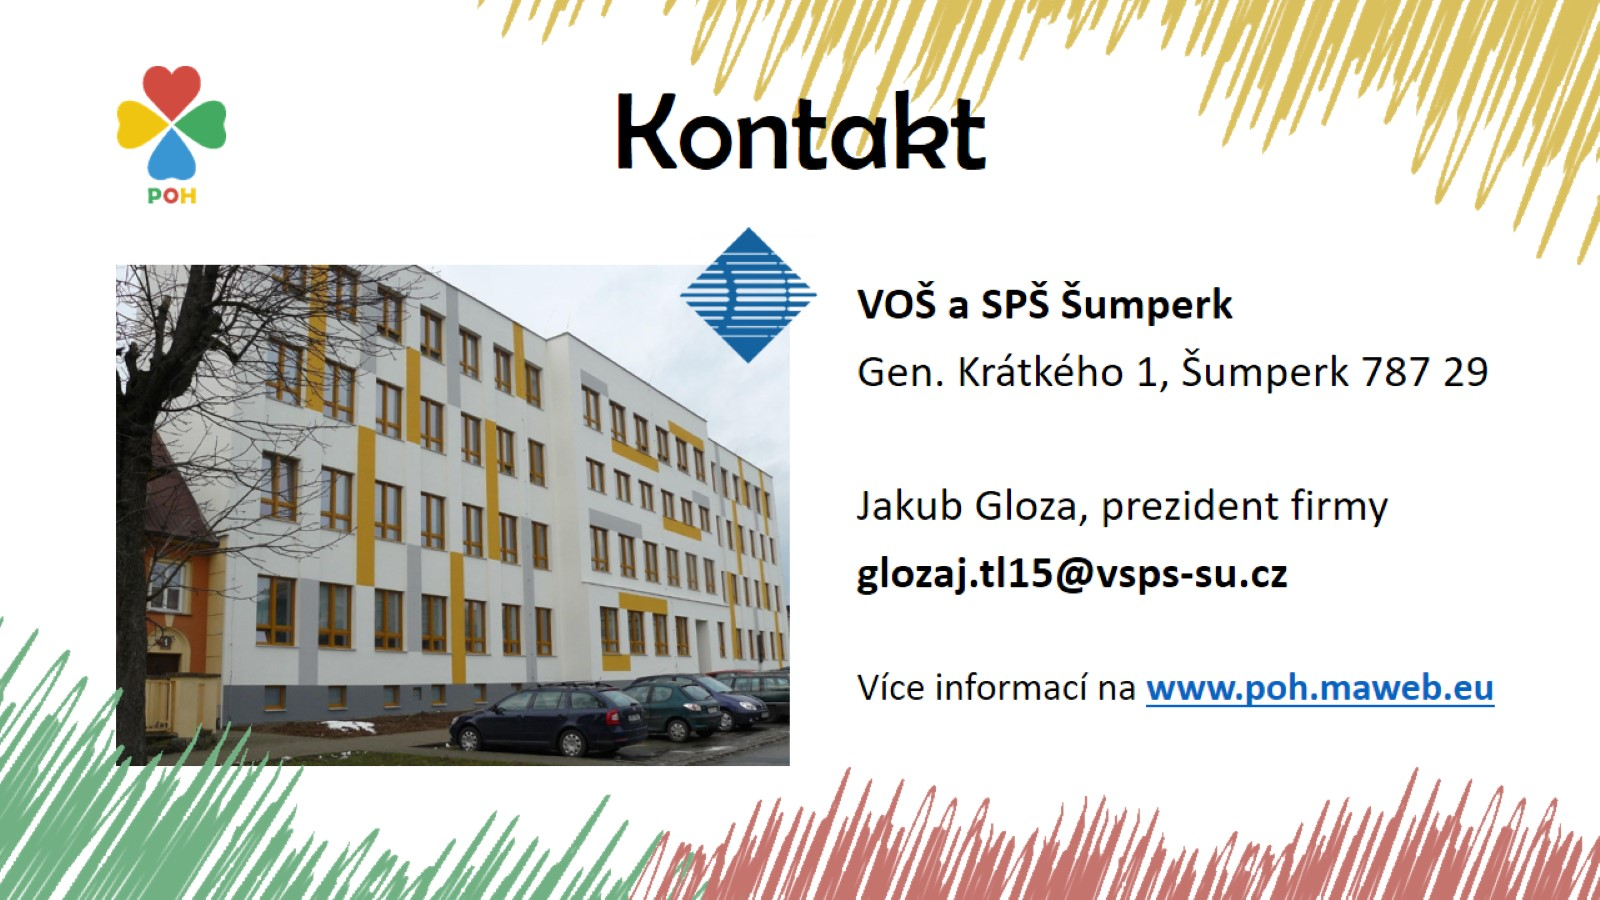 Kontakt
POH
VOŠ a SPŠ Šumperk
Gen. Krátkého 1, Šumperk 787 29
Jakub Gloza, prezident firmy
glozaj.tl15@vsps-su.cz
Více informací na www.poh.maweb.eu